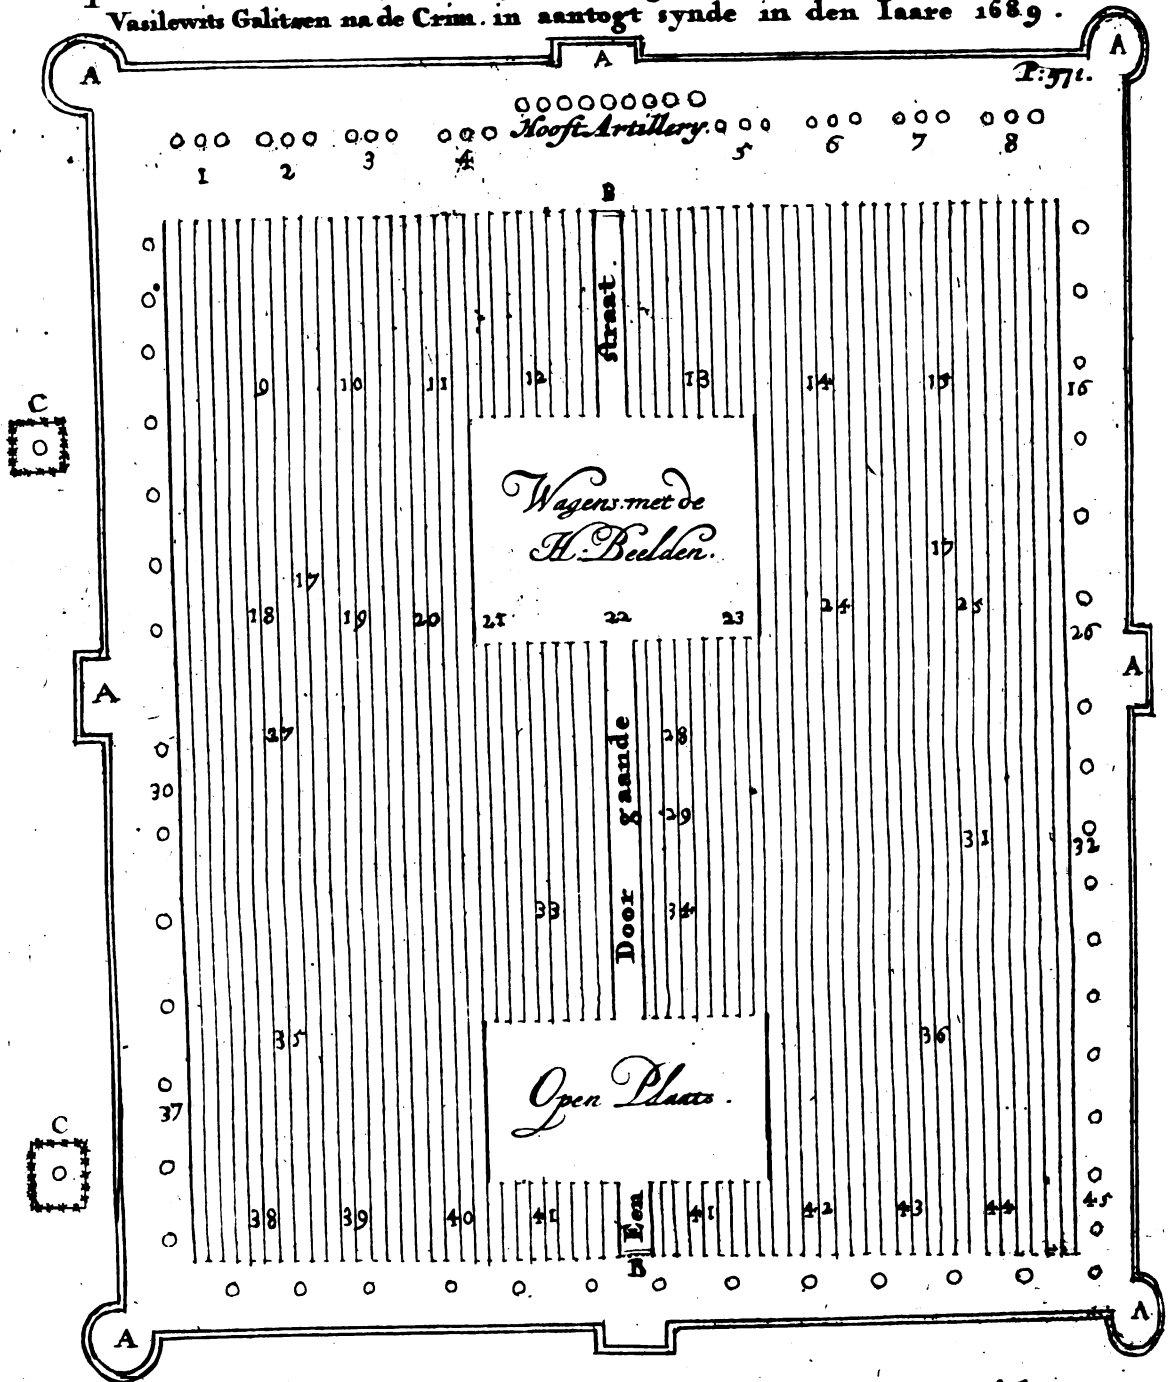 Vasilewits Galitzen na de Crim. in aantogt synde in den Iaare 1689.
A A A
P:571.
Hooft Artillery.
1 2 3 4 5 6 7 8
B
straat.
9 10 11 12 13 14 15 16
C
Wagens met de
H: Beelden.
17 17
18 19 20 21 22 23 24 25 26
A A
27 28
gaande
30 29
31 32
33 34
Door
35 36
Open Plaats.
37
C
Een
38 39 40 41 41 42 43 44 45
B
A A